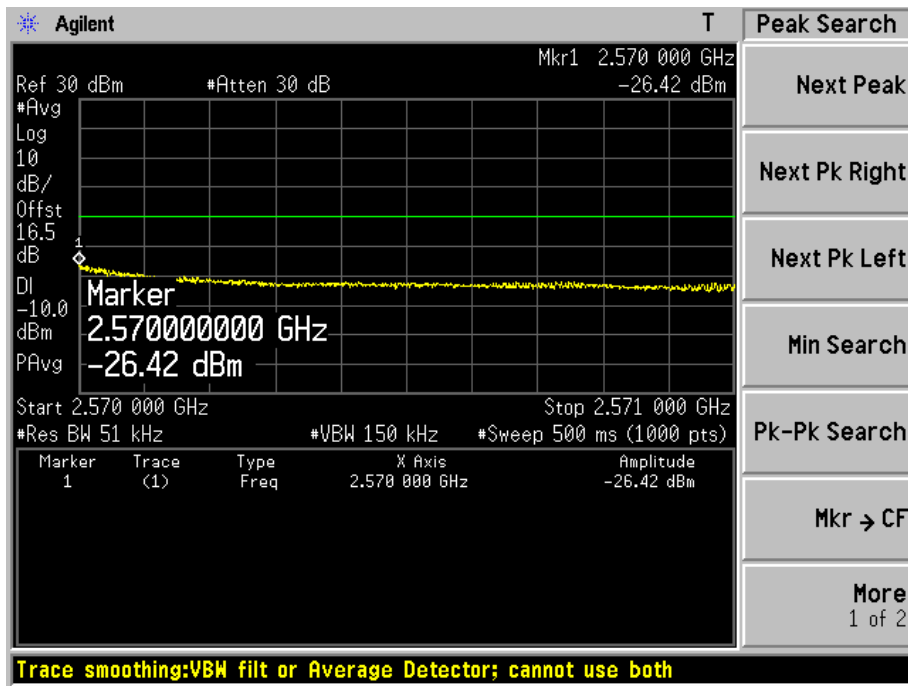 Agilent T Peak Search
Mkr1 2.570 000 GHz
Ref 30 dBm #Atten 30 dB -26.42 dBm
#Avg
Log
10
dB/
Offst
16.5
dB
DI
-10.0
dBm
PAvg
1
Marker
2.570000000 GHz
-26.42 dBm
Start 2.570 000 GHz Stop 2.571 000 GHz
#Res BW 51 kHz #VBW 150 kHz #Sweep 500 ms (1000 pts)
Marker Trace Type X Axis Amplitude
1 (1) Freq 2.570 000 GHz -26.42 dBm
Next Peak
Next Pk Right
Next Pk Left
Min Search
Pk-Pk Search
Mkr → CF
More
1 of 2
Trace smoothing:VBW filt or Average Detector; cannot use both